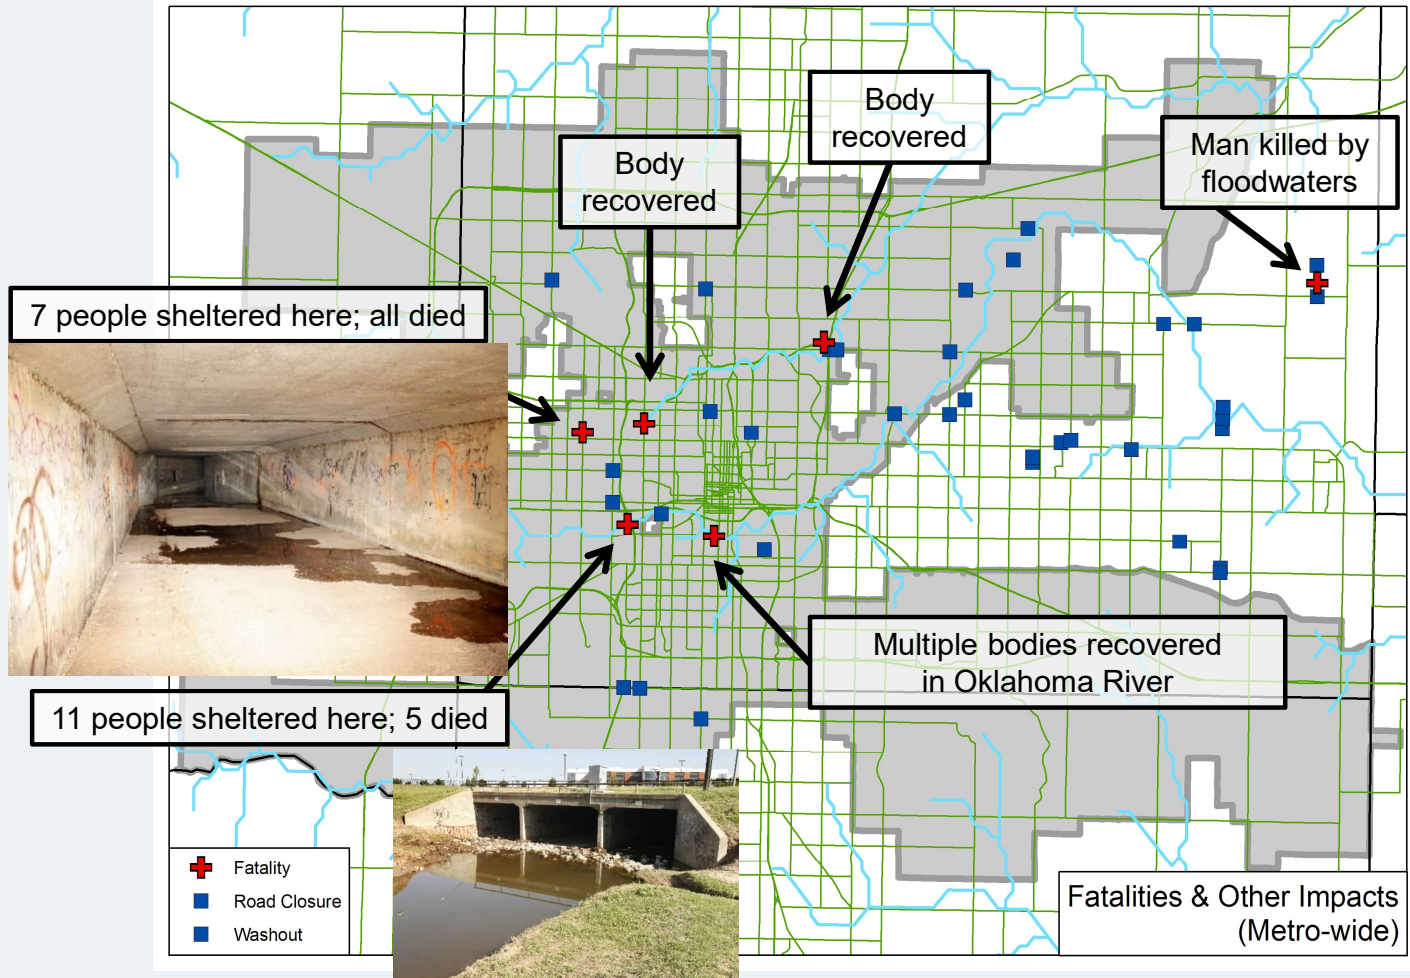 Body
recovered
Body
recovered
Man killed by
floodwaters
7 people sheltered here; all died
Multiple bodies recovered
in Oklahoma River
11 people sheltered here; 5 died
Fatality
Road Closure
Washout
Fatalities & Other Impacts
(Metro-wide)